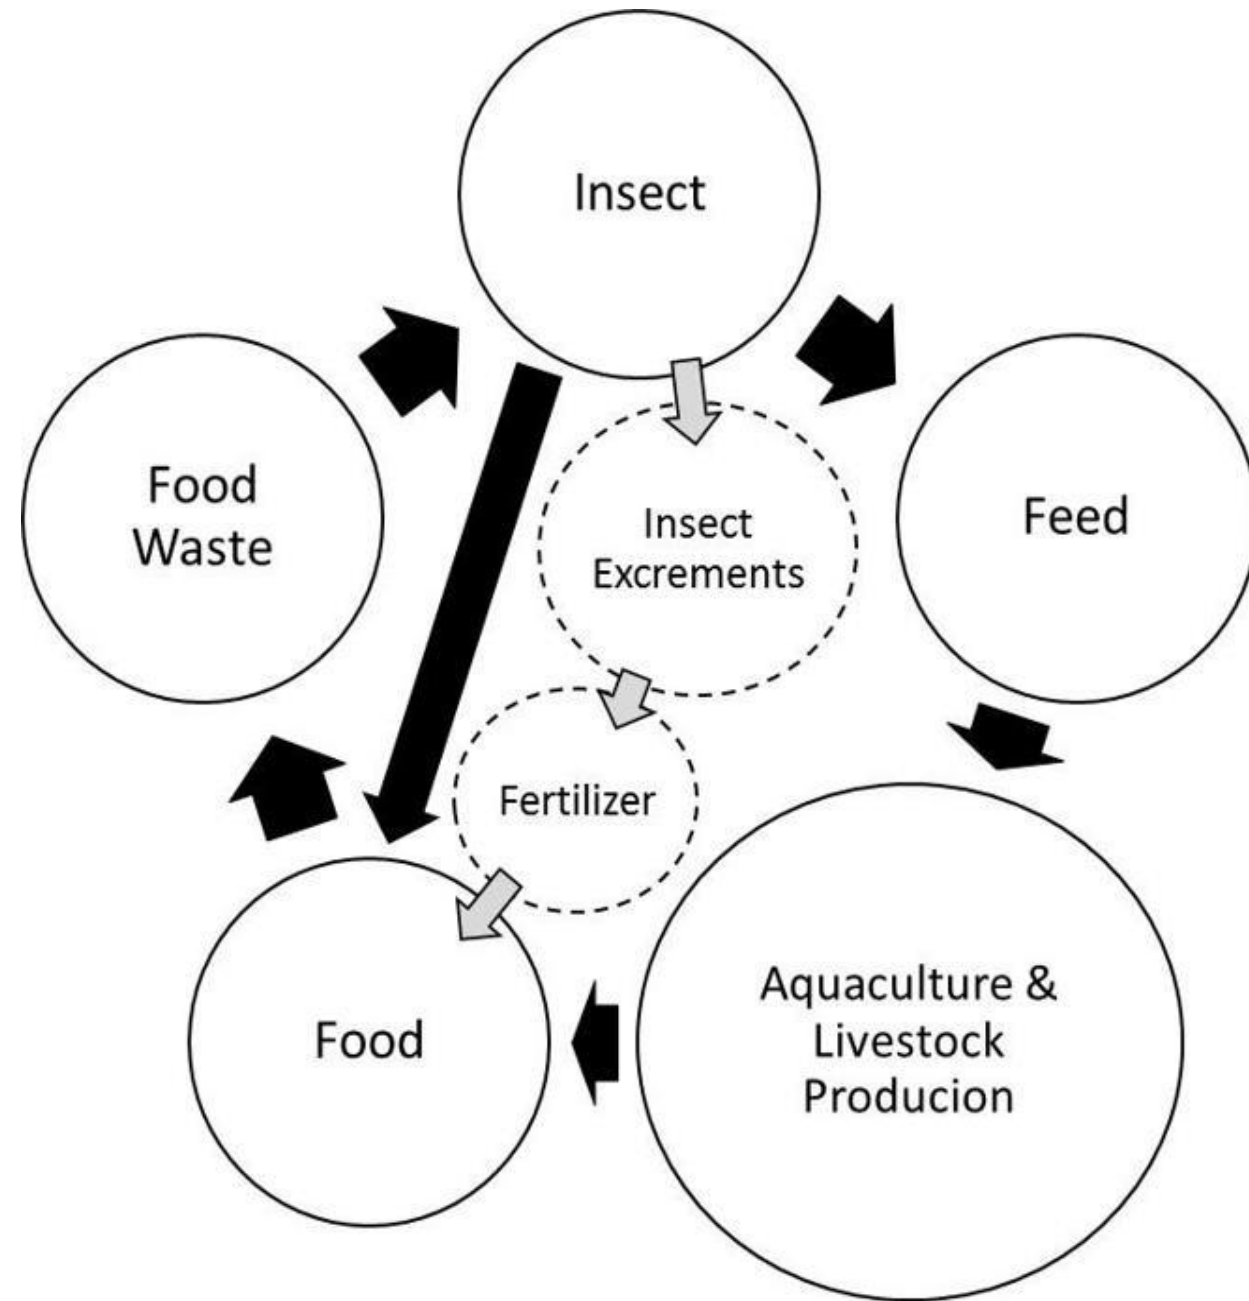 Insect
Food
Waste
Insect
Excrements
Feed
Fertilizer
Food
Aquaculture &
Livestock
Producion